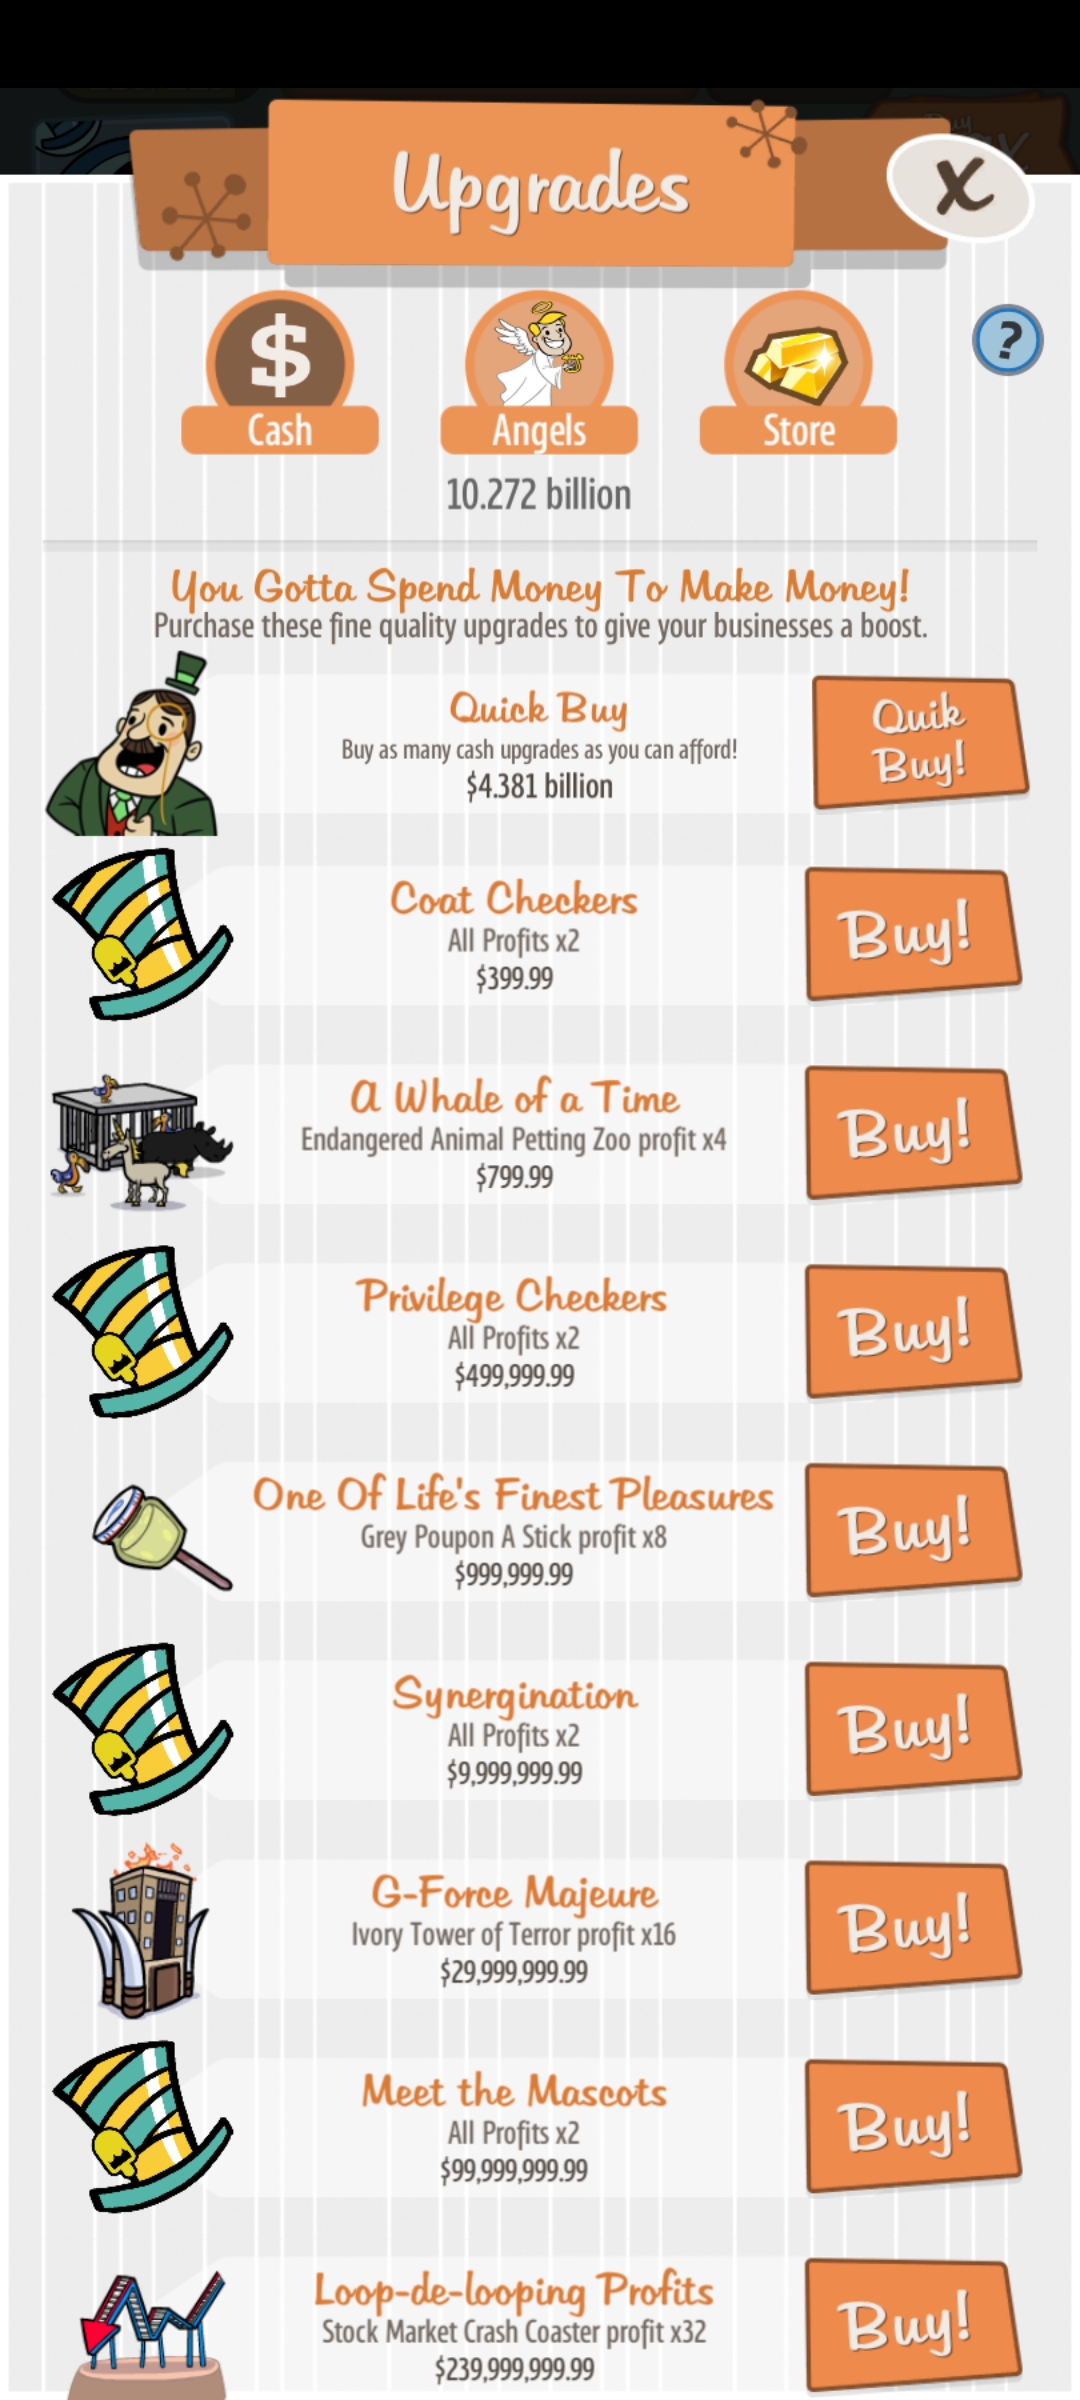 Buy
Upgrades
X
$
?
Cash
Angels
Store
10.272 billion
You Gotta Spend Money To Make Money!
Purchase these fine quality upgrades to give your businesses a boost.
Quick Buy
Buy as many cash upgrades as you can afford!
$4.381 billion
Quik
Buy!
Coat Checkers
All Profits x2
$399.99
Buy!
A Whale of a Time
Endangered Animal Petting Zoo profit x4
$799.99
Buy!
Privilege Checkers
All Profits x2
$499,999.99
Buy!
One Of Life's Finest Pleasures
Grey Poupon A Stick profit x8
$999,999.99
Buy!
Synergination
All Profits x2
$9,999,999.99
Buy!
G-Force Majeure
Ivory Tower of Terror profit x16
$29,999,999.99
Buy!
Meet the Mascots
All Profits x2
$99,999,999.99
Buy!
Loop-de-looping Profits
Stock Market Crash Coaster profit x32
$239,999,999.99
Buy!